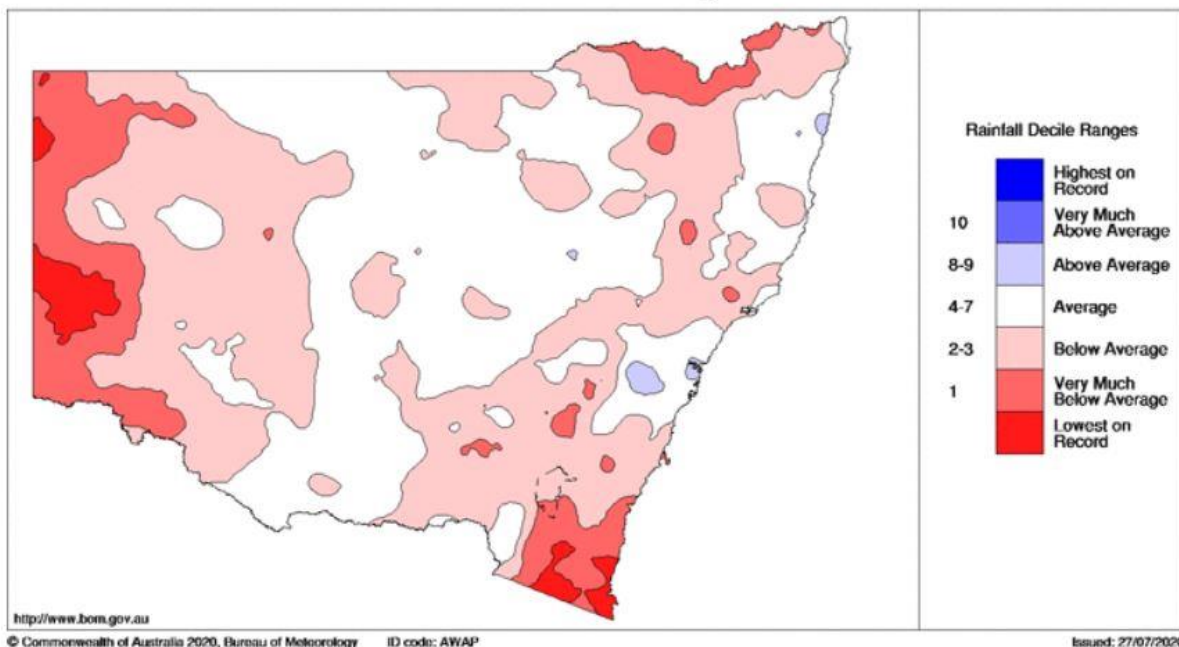 Rainfall Decile Ranges
Highest on
Record
10
Very Much
Above Average
8-9
Above Average
4-7
Average
2-3
Below Average
1
Very Much
Below Average
Lowest on
Record
http://www.bom.gov.au
© Commonwealth of Australia 2020, Bureau of Meteorology ID code: AWAP Issued: 27/07/2020